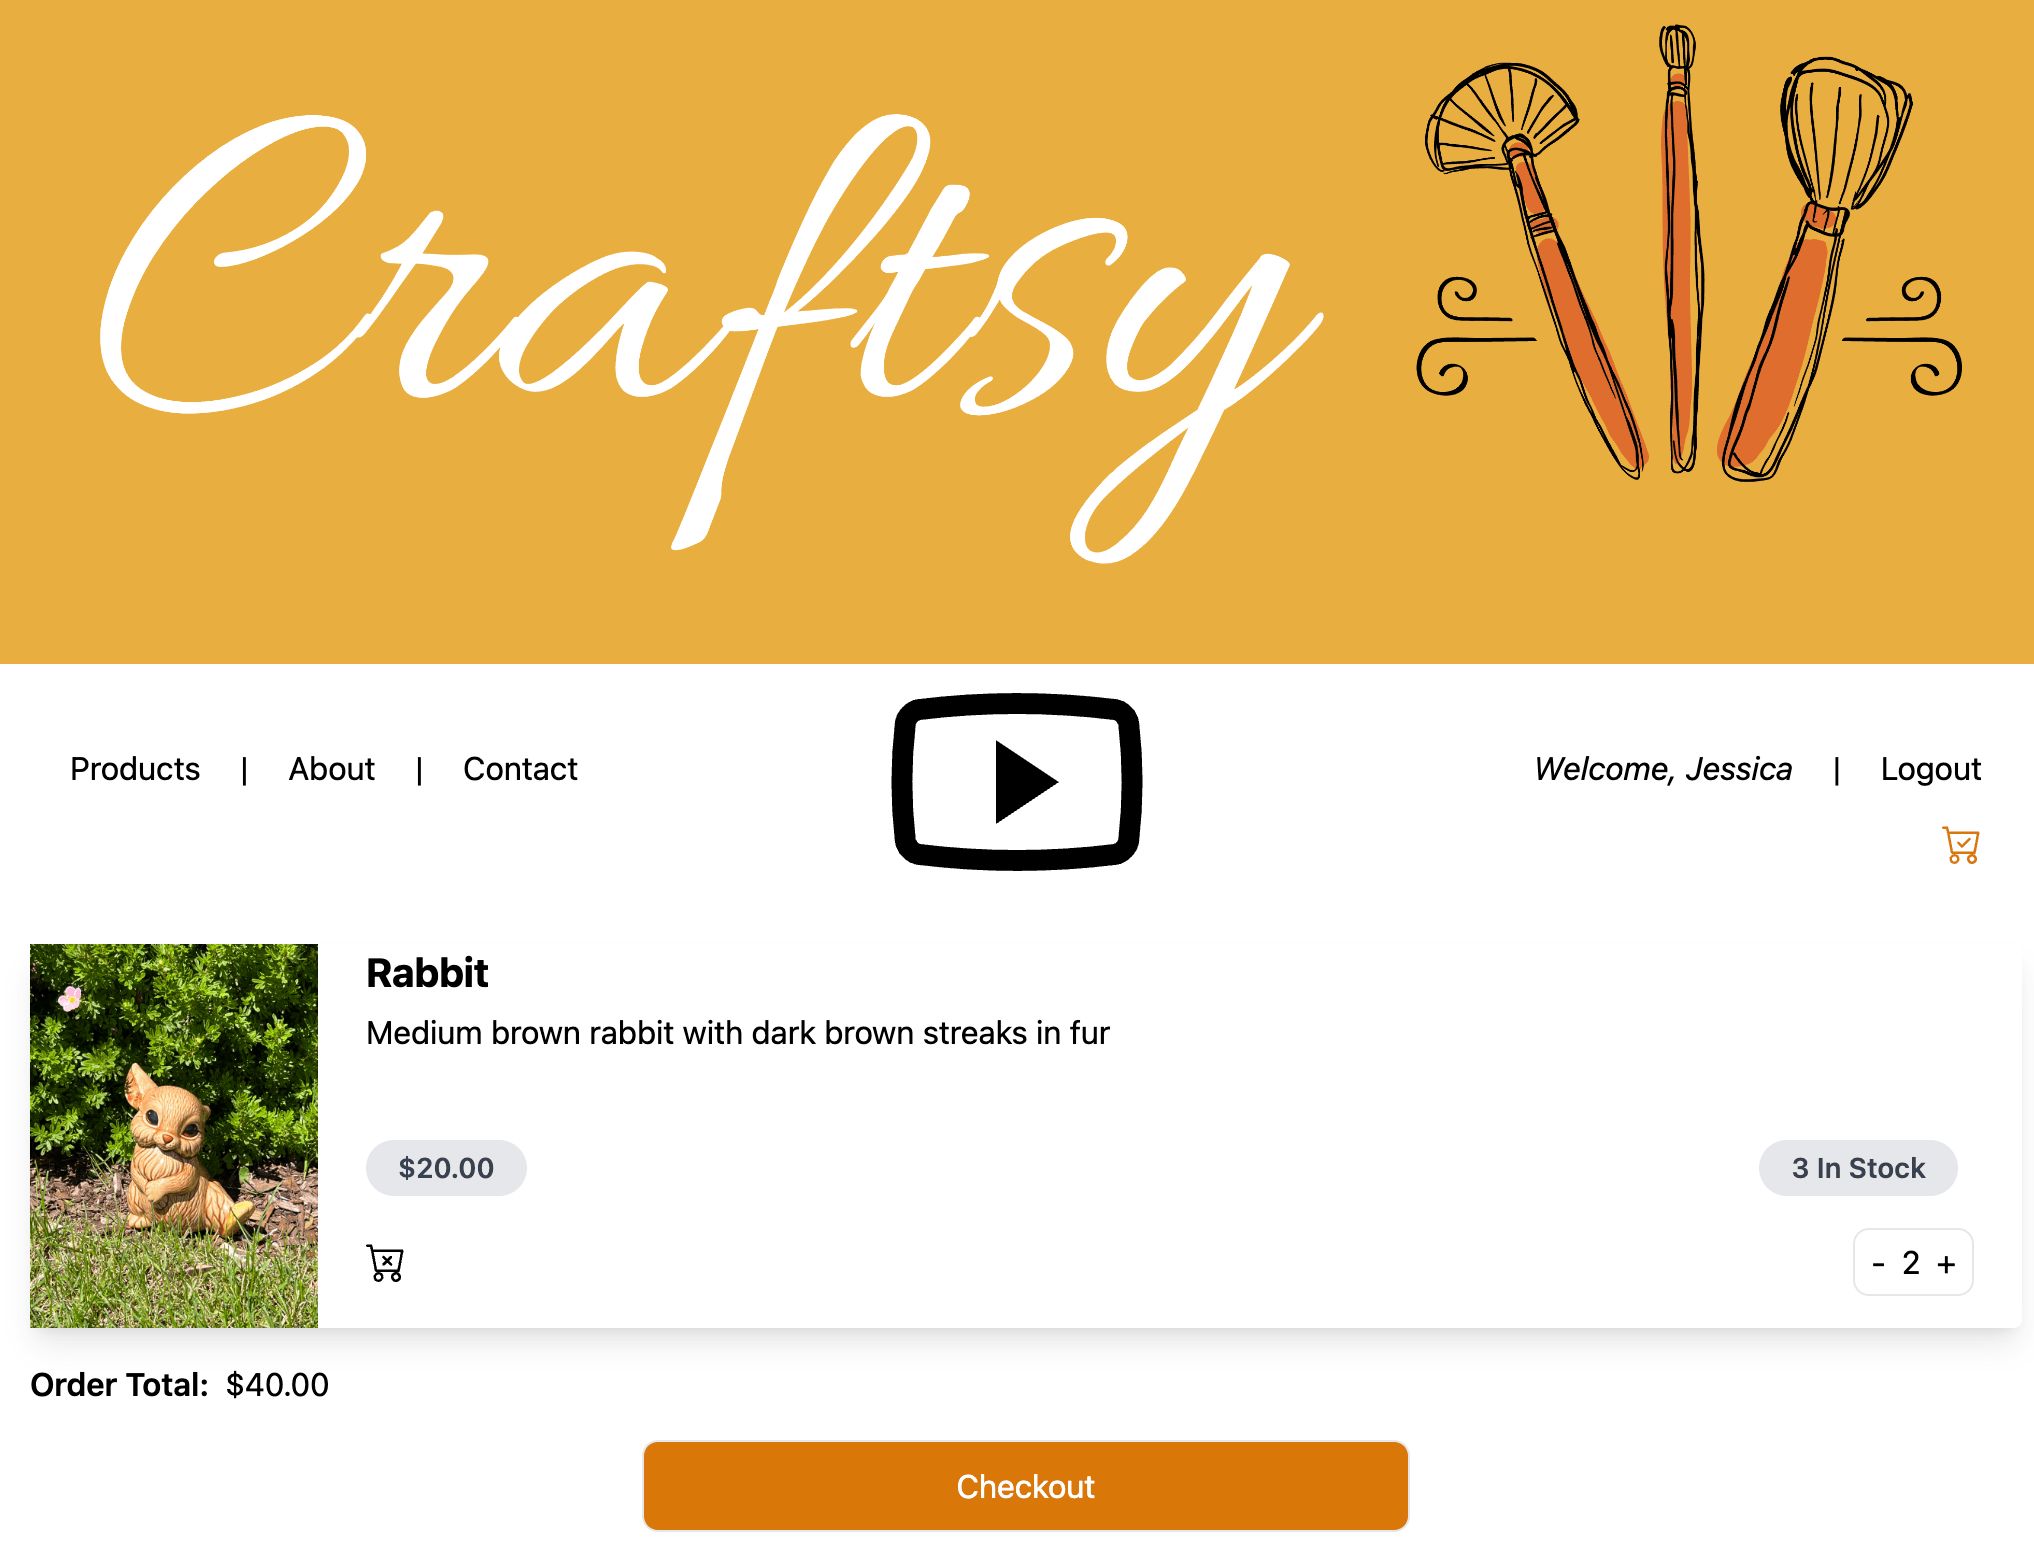 Craftsy
Products | About | Contact
Welcome, Jessica | Logout
Rabbit
Medium brown rabbit with dark brown streaks in fur
$20.00
3 In Stock
- 2 +
Order Total: $40.00
Checkout